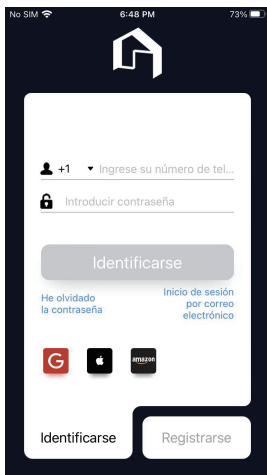 No SIM 6:48 PM 73%
+1 Ingrese su número de tel...
Introducir contraseña
Identificarse
He olvidado
la contraseña
Inicio de sesión
por correo
electrónico
G
amazon
Identificarse
Registrarse